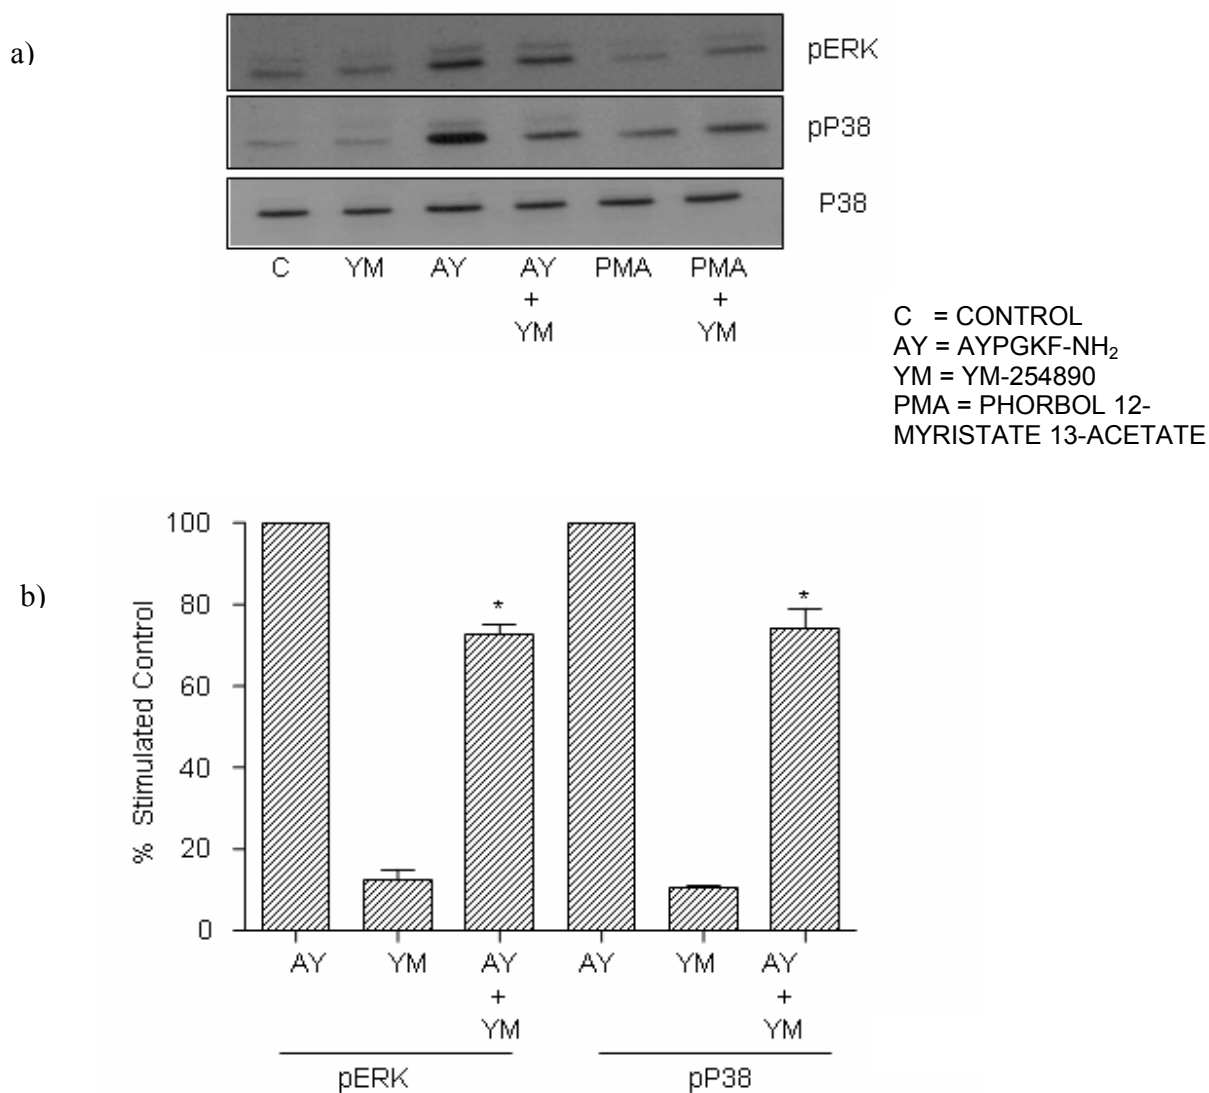 a)
pERK
pP38
P38
C YM AY AY + YM PMA PMA + YM
C = CONTROL
AY = AYPGKF-NH₂
YM = YM-254890
PMA = PHORBOL 12-
MYRISTATE 13-ACETATE
b)
% Stimulated Control
100
80
60
40
20
0
*
*
AY YM AY + YM AY YM AY + YM
pERK pP38